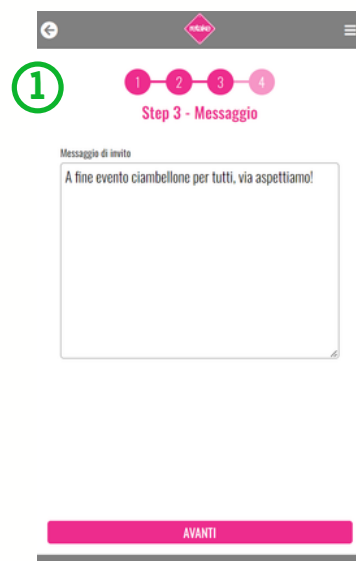 retake
1
1 2 3 4
Step 3 - Messaggio
Messaggio di invito
A fine evento ciambellone per tutti, via aspettiamo!
AVANTI